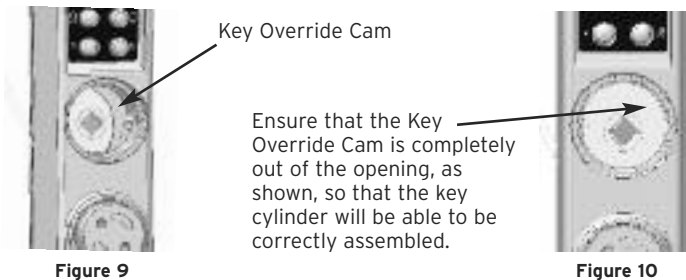 Key Override Cam
Ensure that the Key
Override Cam is completely
out of the opening, as
shown, so that the key
cylinder will be able to be
correctly assembled.
Figure 9
Figure 10